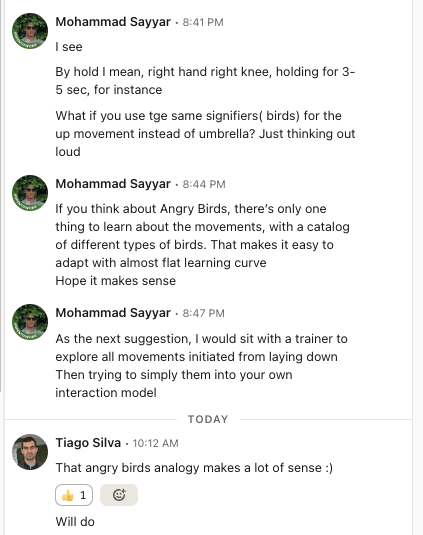 Mohammad Sayyar • 8:41 PM
I see
By hold I mean, right hand right knee, holding for 3-
5 sec, for instance
What if you use tge same signifiers( birds) for the
up movement instead of umbrella? Just thinking out
loud
Mohammad Sayyar • 8:44 PM
If you think about Angry Birds, there's only one
thing to learn about the movements, with a catalog
of different types of birds. That makes it easy to
adapt with almost flat learning curve
Hope it makes sense
Mohammad Sayyar • 8:47 PM
As the next suggestion, I would sit with a trainer to
explore all movements initiated from laying down
Then trying to simply them into your own
interaction model
TODAY
Tiago Silva • 10:12 AM
That angry birds analogy makes a lot of sense :)
👍 1
Will do